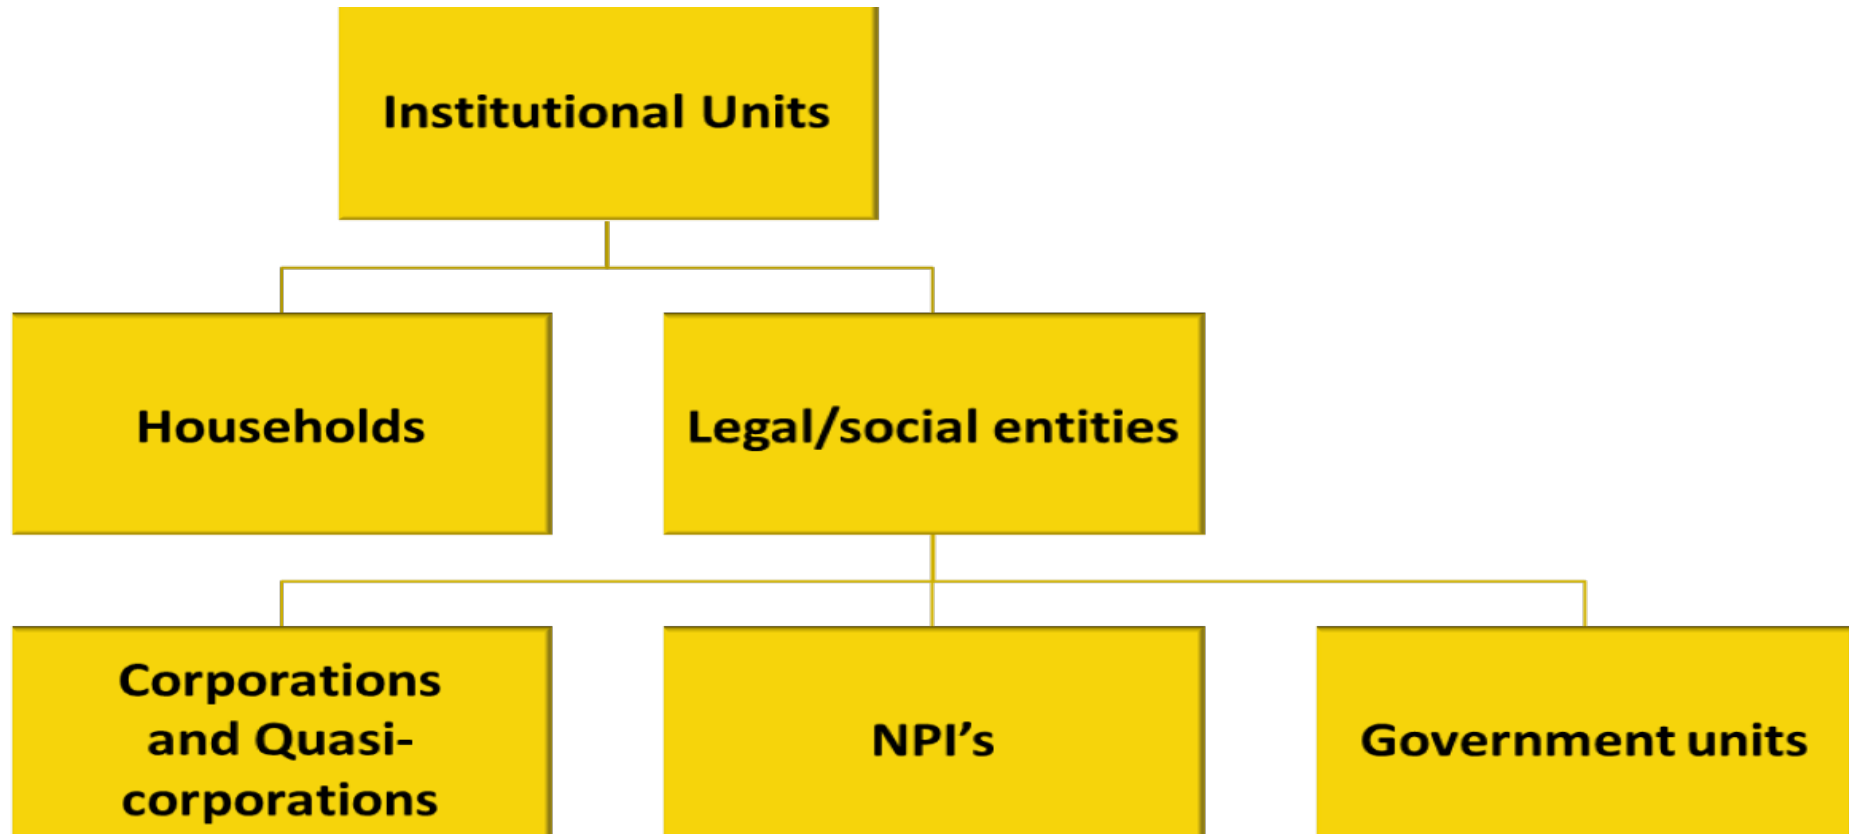 Institutional Units
Households
Legal/social entities
Corporations
and Quasi-
corporations
NPI’s
Government units